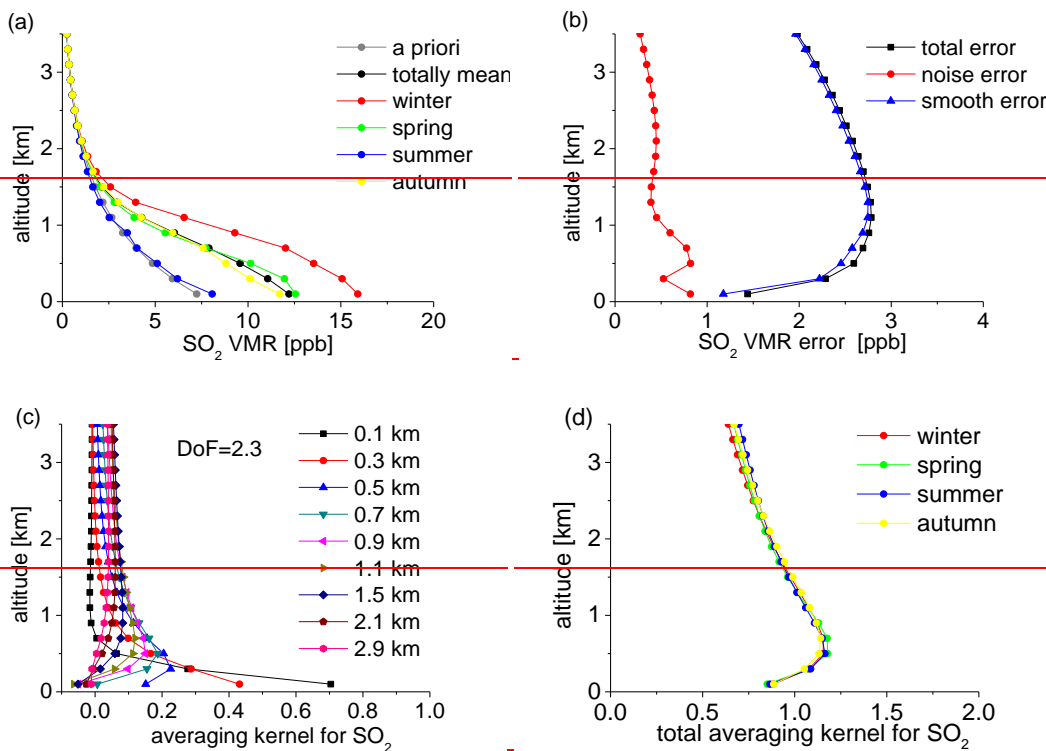 (a)
a priori
totally mean
winter
spring
summer
autumn
altitude [km]
3
2
1
0
0
5
10
15
20
SO2 VMR [ppb]
(b)
total error
noise error
smooth error
altitude [km]
3
2
1
0
0
1
2
3
4
SO2 VMR error [ppb]
(c)
DoF=2.3
0.1 km
0.3 km
0.5 km
0.7 km
0.9 km
1.1 km
1.5 km
2.1 km
2.9 km
altitude [km]
3
2
1
0
0.0
0.2
0.4
0.6
0.8
1.0
averaging kernel for SO2
(d)
winter
spring
summer
autumn
altitude [km]
3
2
1
0
0.0
0.5
1.0
1.5
2.0
total averaging kernel for SO2